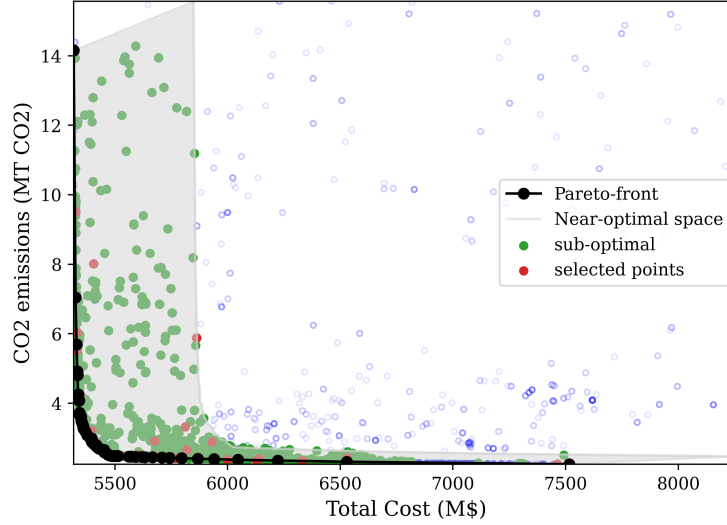 14
12
10
8
6
4
CO2 emissions (MT CO2)
Pareto-front
Near-optimal space
sub-optimal
selected points
5500 6000 6500 7000 7500 8000
Total Cost (M$)